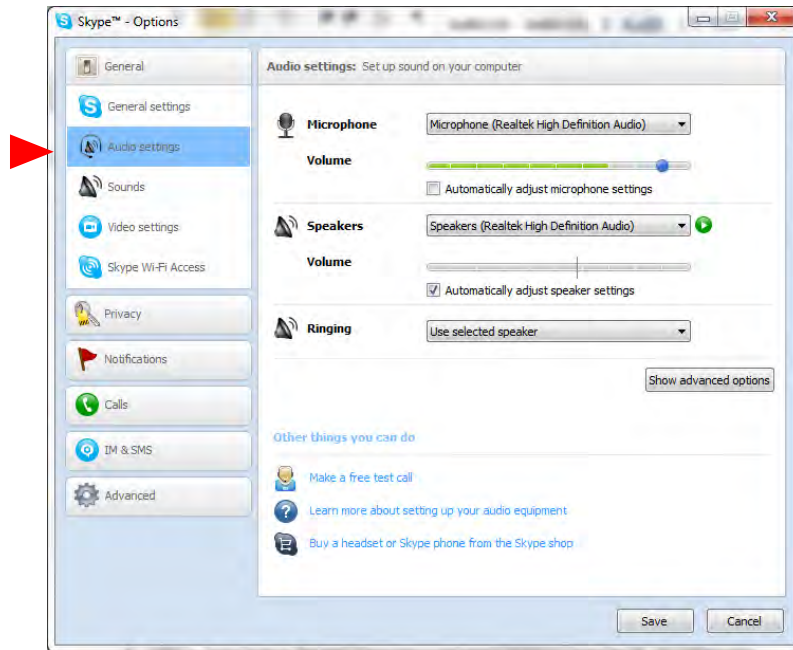 Skype™ - Options
General
Audio settings: Set up sound on your computer
General settings
Audio settings
Sounds
Video settings
Skype Wi-Fi Access
Privacy
Notifications
Calls
IM & SMS
Advanced
Microphone
Microphone (Realtek High Definition Audio)
Volume
Automatically adjust microphone settings
Speakers
Speakers (Realtek High Definition Audio)
Volume
Automatically adjust speaker settings
Ringing
Use selected speaker
Show advanced options
Other things you can do
Make a free test call
Learn more about setting up your audio equipment
Buy a headset or Skype phone from the Skype shop
Save
Cancel